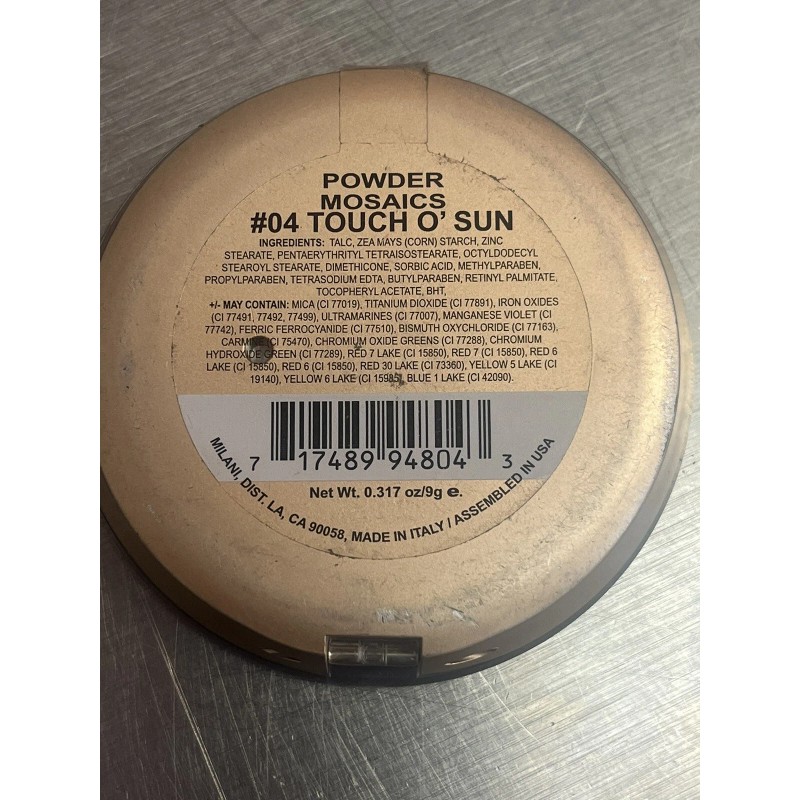 POWDER
MOSAICS
#04 TOUCH O' SUN
INGREDIENTS: TALC, ZEA MAYS (CORN) STARCH, ZINC
STEARATE, PENTAERYTHRITYL TETRAISOSTEARATE, OCTYLDODECYL
STEAROYL STEARATE, DIMETHICONE, SORBIC ACID, METHYLPARABEN,
PROPYLPARABEN, TETRASODIUM EDTA, BUTYLPARABEN, RETINYL PALMITATE,
TOCOPHERYL ACETATE, BHT,
+/- MAY CONTAIN: MICA (CI 77019), TITANIUM DIOXIDE (CI 77891), IRON OXIDES
(CI 77491, 77492, 77499), ULTRAMARINES (CI 77007), MANGANESE VIOLET (CI
77742), FERRIC FERROCYANIDE (CI 77510), BISMUTH OXYCHLORIDE (CI 77163),
CARMINE (CI 75470), CHROMIUM OXIDE GREENS (CI 77288), CHROMIUM
HYDROXIDE GREEN (CI 77289), RED 7 LAKE (CI 15850), RED 7 (CI 15850), RED 6
LAKE (CI 15850), RED 6 (CI 15850), RED 30 LAKE (CI 73360), YELLOW 5 LAKE (CI
19140), YELLOW 6 LAKE (CI 15985), BLUE 1 LAKE (CI 42090).
7 17489 94804 3
Net Wt. 0.317 oz/9g e.
MILANI, DIST. LA, CA 90058, MADE IN ITALY / ASSEMBLED IN USA